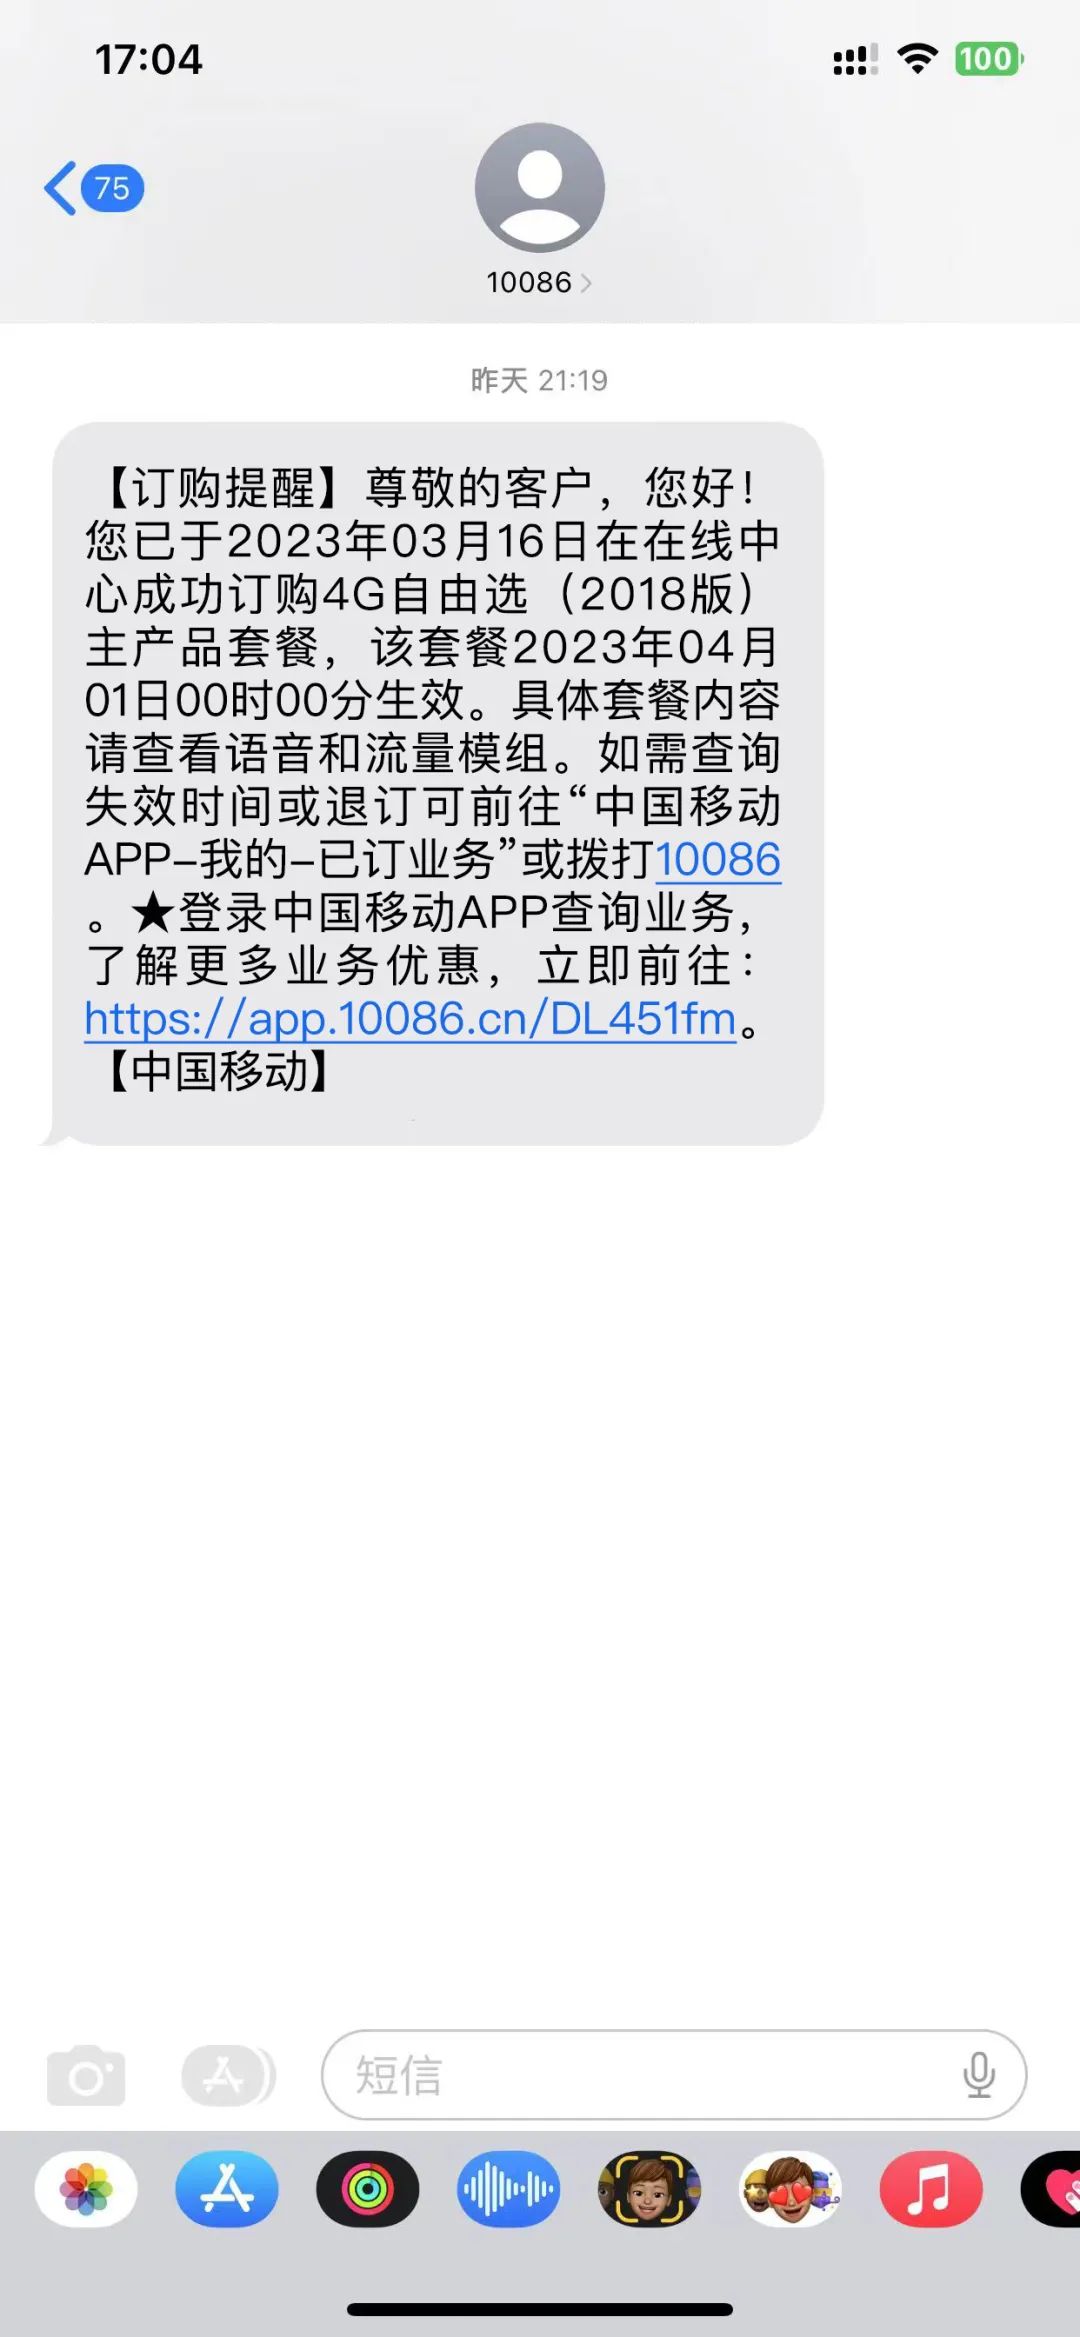 17:04
100
75
10086
昨天 21:19
【订购提醒】尊敬的客户，您好！
您已于2023年03月16日在在线中
心成功订购4G自由选（2018版）
主产品套餐，该套餐2023年04月
01日00时00分生效。具体套餐内容
请查看语音和流量模组。如需查询
失效时间或退订可前往“中国移动
APP–我的–已订业务”或拨打10086
。★登录中国移动APP查询业务，
了解更多业务优惠，立即前往：
https://app.10086.cn/DL451fm。
【中国移动】
短信